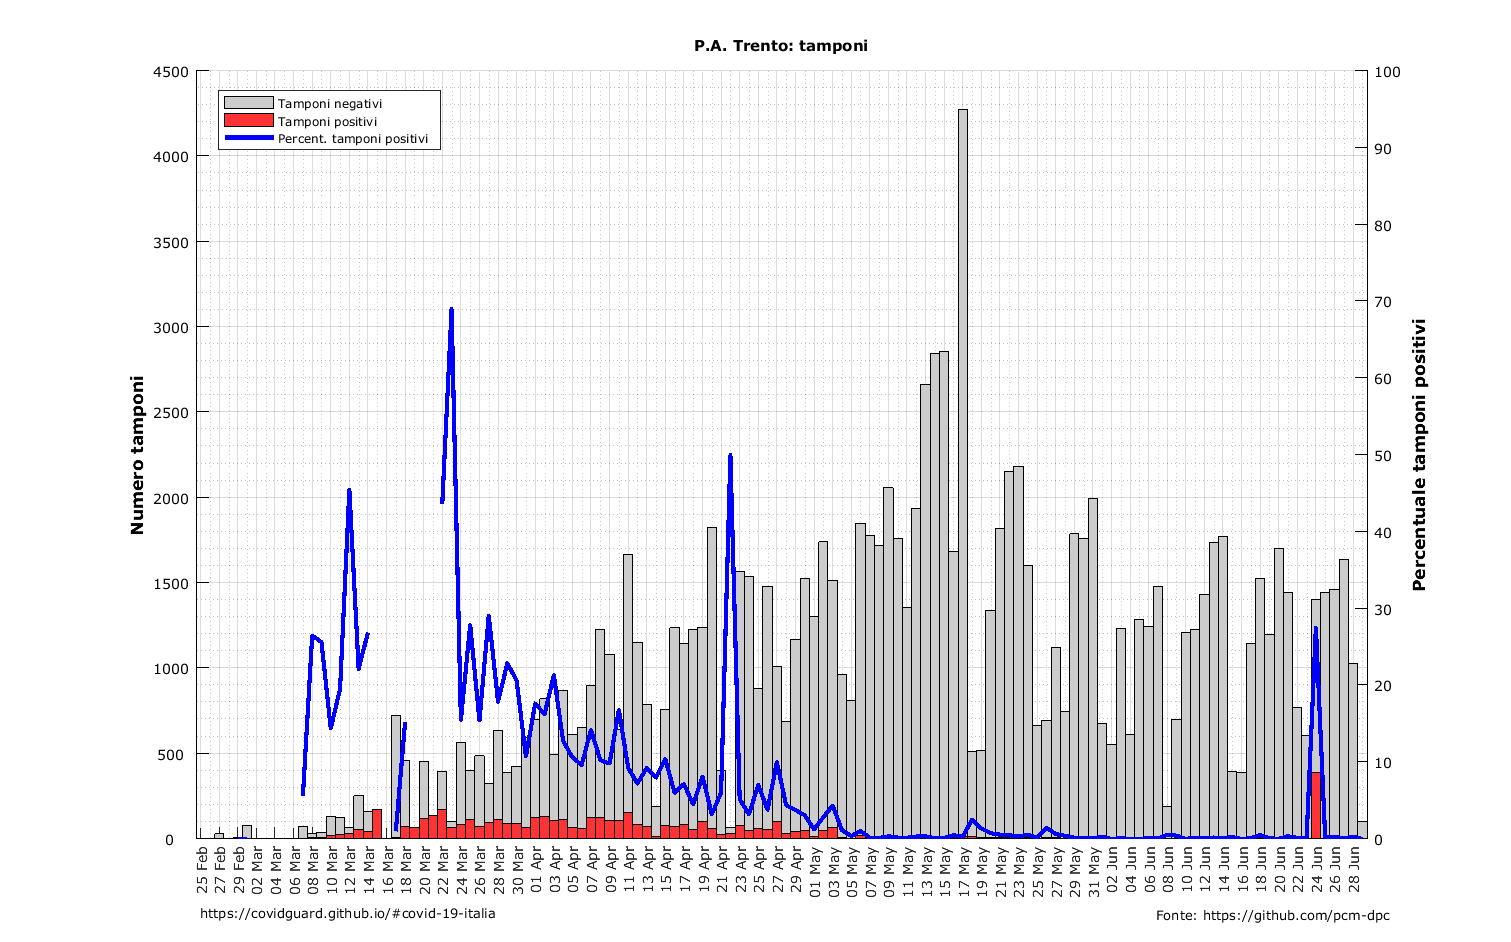 P.A. Trento: tamponi
4500
4000
3500
3000
2500
2000
1500
1000
500
0
100
90
80
70
60
50
40
30
20
10
0
Tamponi negativi
Tamponi positivi
Percent. tamponi positivi
Numero tamponi
Percentuale tamponi positivi
25 Feb
27 Feb
29 Feb
02 Mar
04 Mar
06 Mar
08 Mar
10 Mar
12 Mar
14 Mar
16 Mar
18 Mar
20 Mar
22 Mar
24 Mar
26 Mar
28 Mar
30 Mar
01 Apr
03 Apr
05 Apr
07 Apr
09 Apr
11 Apr
13 Apr
15 Apr
17 Apr
19 Apr
21 Apr
23 Apr
25 Apr
27 Apr
29 Apr
01 May
03 May
05 May
07 May
09 May
11 May
13 May
15 May
17 May
19 May
21 May
23 May
25 May
27 May
29 May
31 May
02 Jun
04 Jun
06 Jun
08 Jun
10 Jun
12 Jun
14 Jun
16 Jun
18 Jun
20 Jun
22 Jun
24 Jun
26 Jun
28 Jun
https://covidguard.github.io/#covid-19-italia
Fonte: https://github.com/pcm-dpc